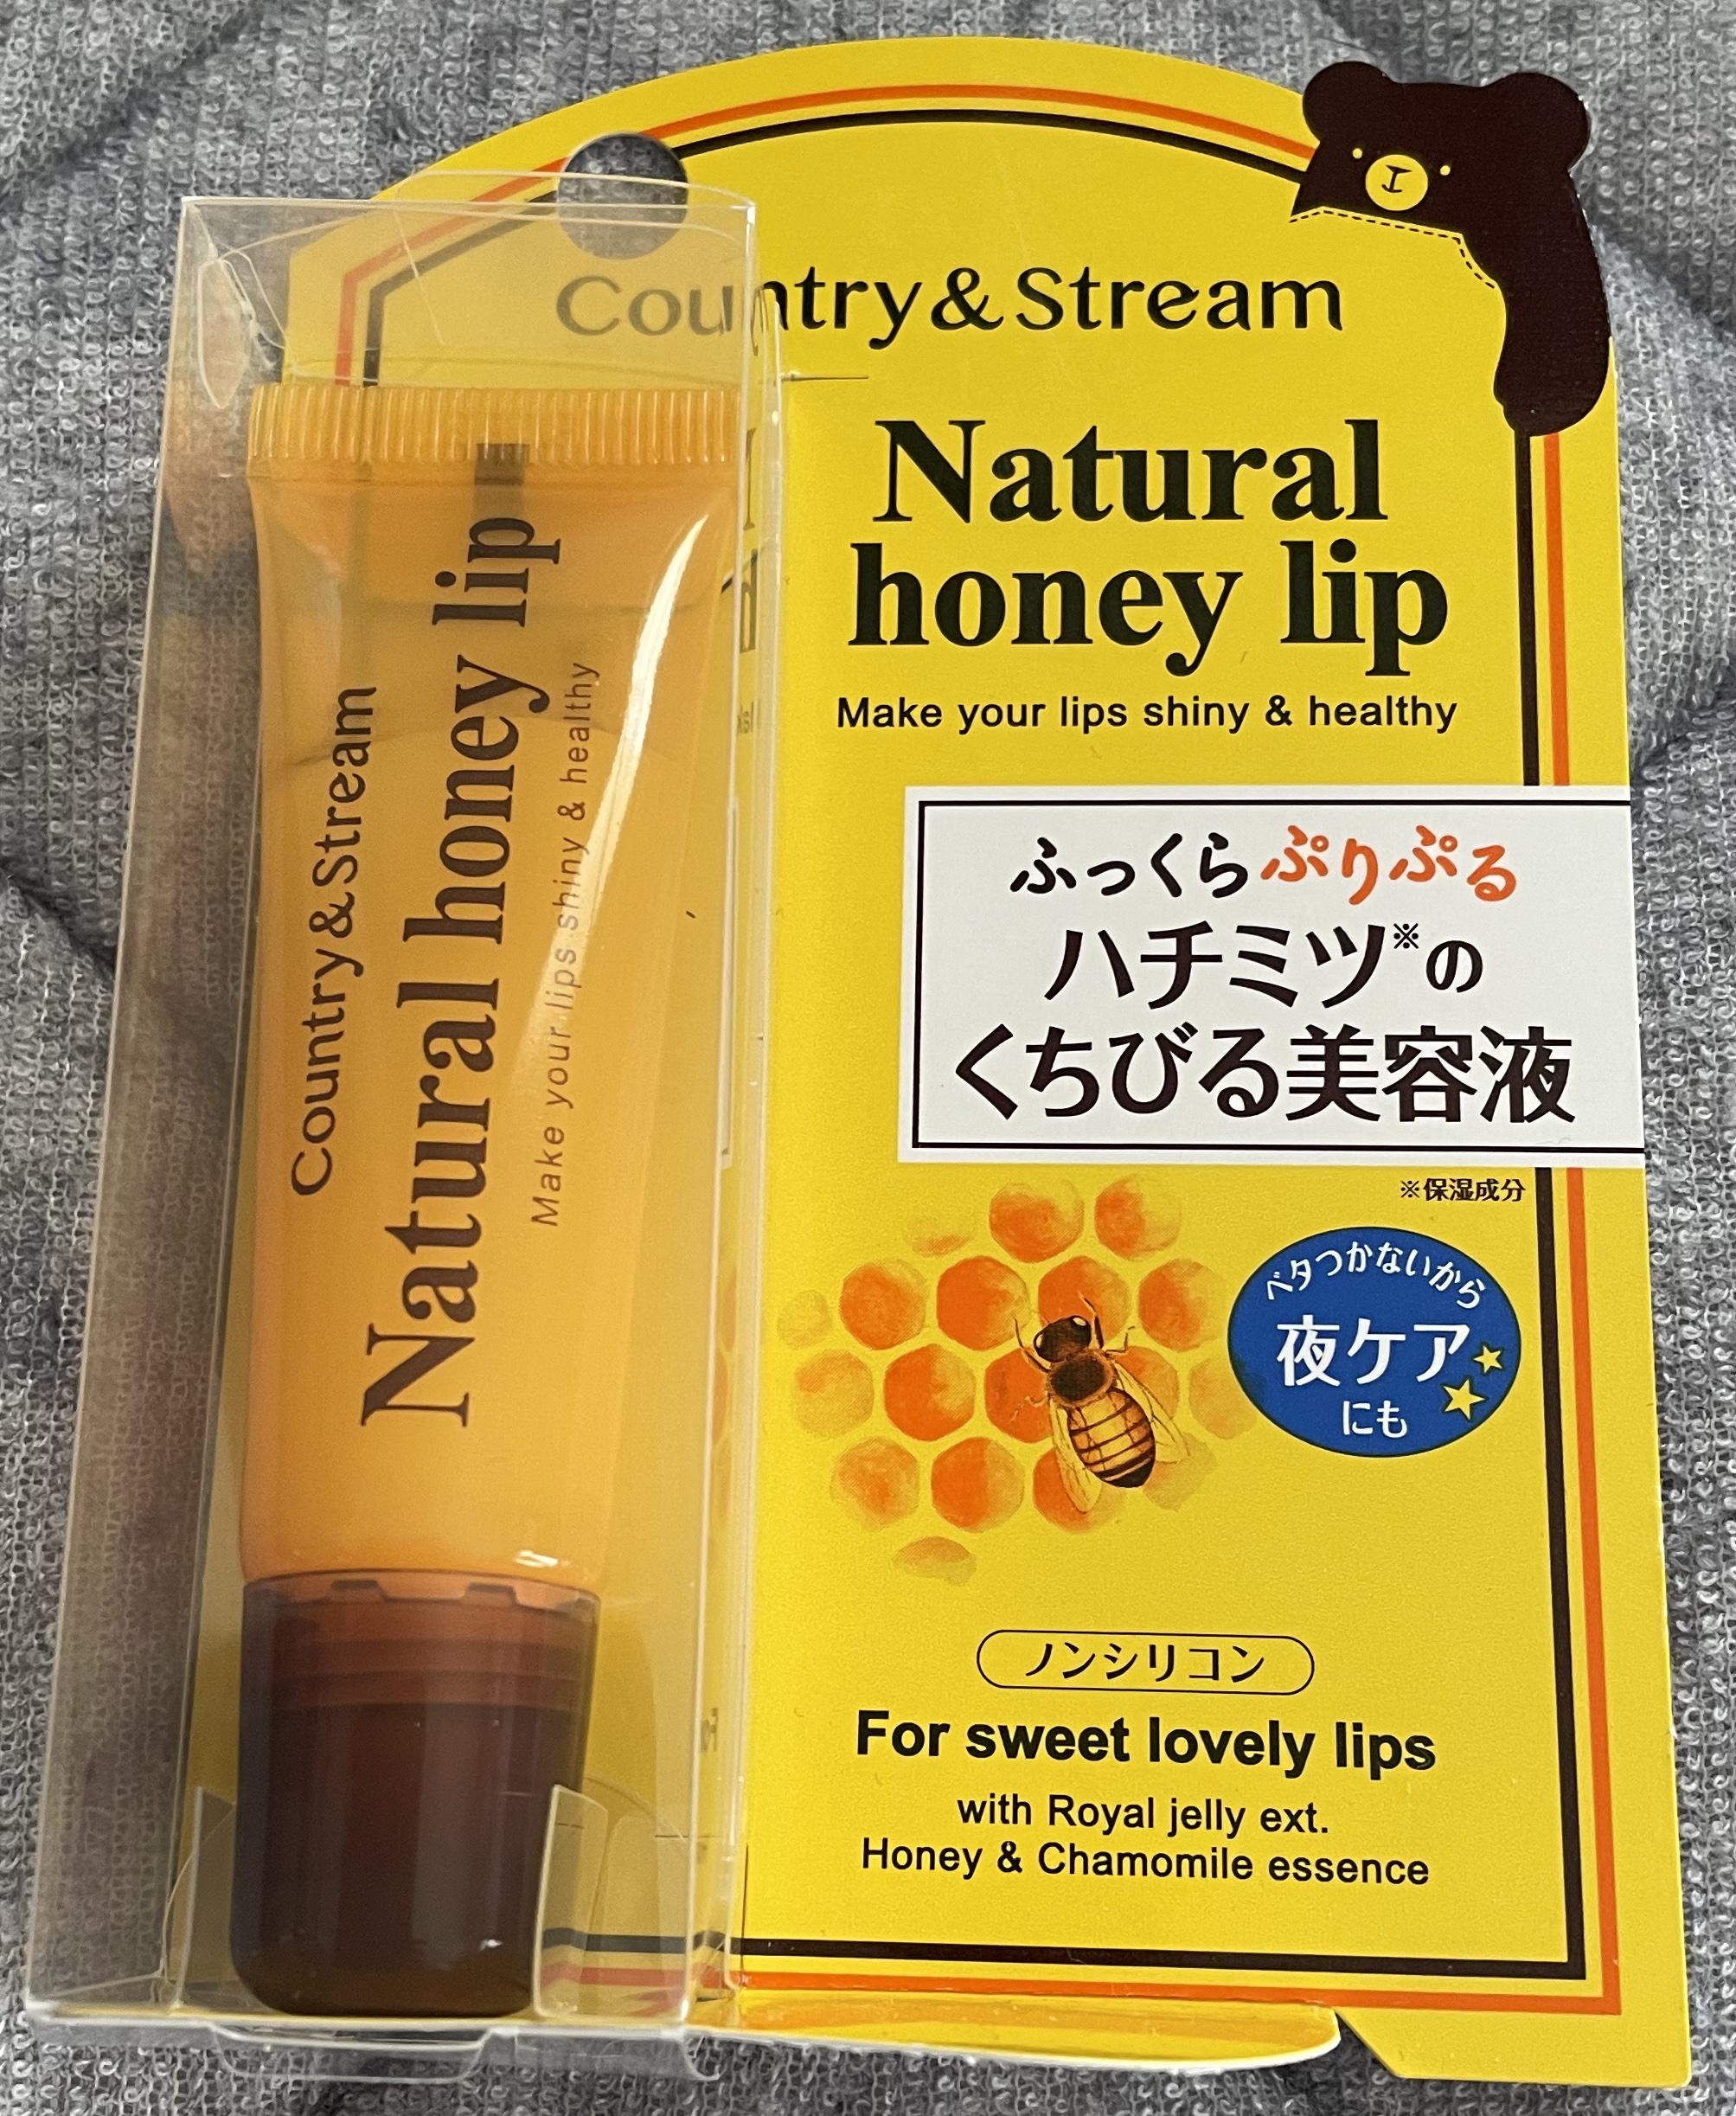 Country&Stream
Natural
honey lip
Make your lips shiny & healthy
ふっくらぷりぷる
ハチミツ※の
くちびる美容液
※保湿成分
ベタつかないから
夜ケア
にも
ノンシリコン
For sweet lovely lips
with Royal jelly ext.
Honey & Chamomile essence
Country&Stream
Natural honey lip
Make your lips shiny & healthy